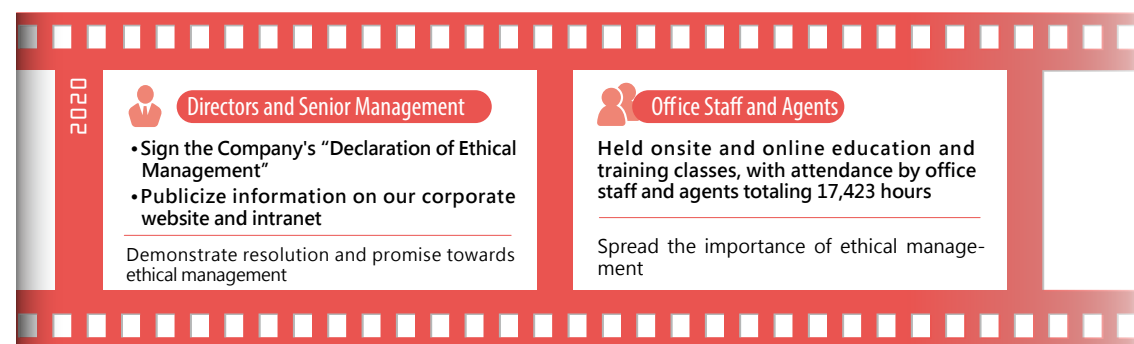 2020
Directors and Senior Management
•Sign the Company's “Declaration of Ethical
Management”
•Publicize information on our corporate
website and intranet
Demonstrate resolution and promise towards
ethical management
Office Staff and Agents
Held onsite and online education and
training classes, with attendance by office
staff and agents totaling 17,423 hours
Spread the importance of ethical manage-
ment